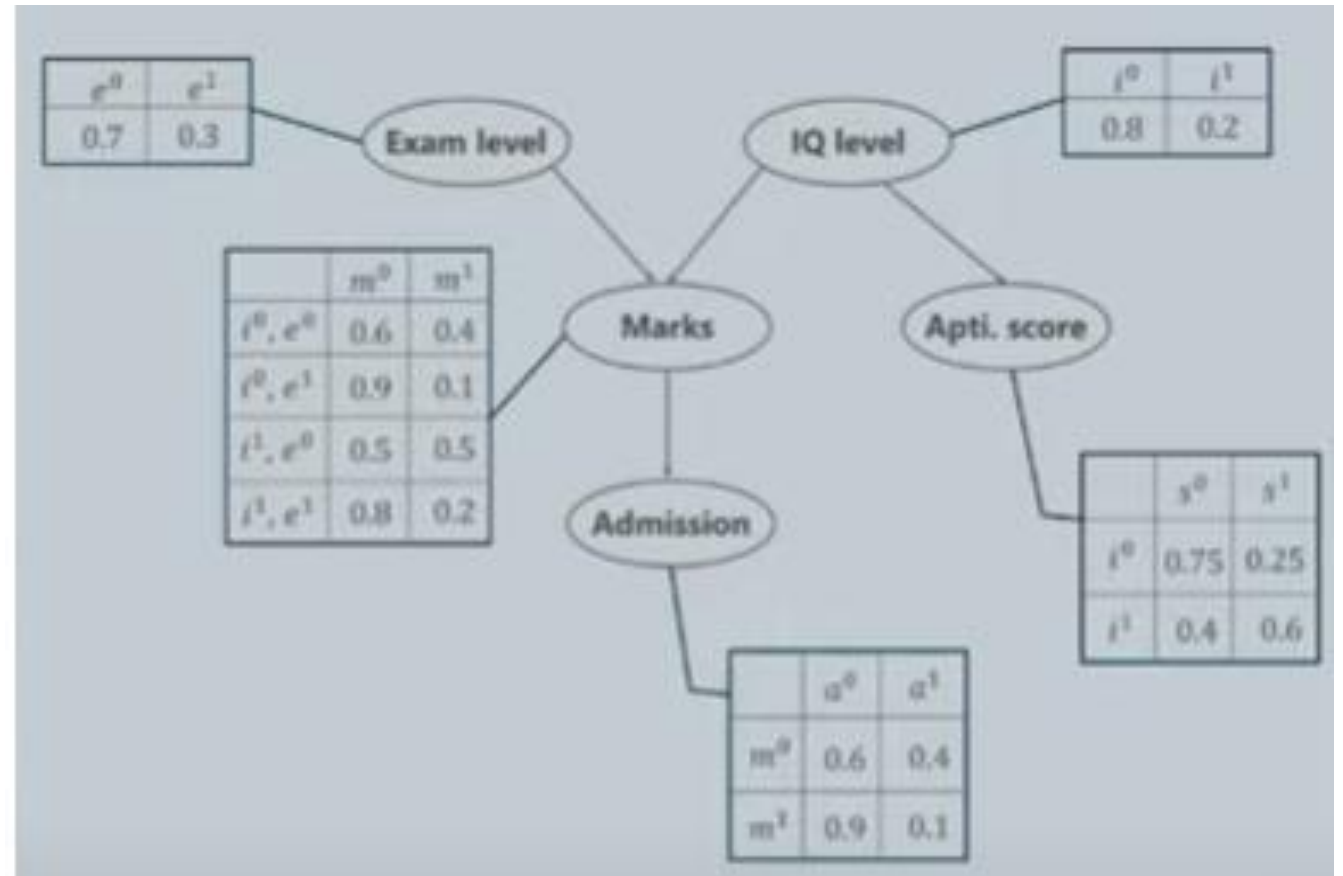 e⁰ e¹
0.7 0.3
Exam level
IQ level
i⁰ i¹
0.8 0.2
m⁰ m¹
i⁰, e⁰ 0.6 0.4
i⁰, e¹ 0.9 0.1
i¹, e⁰ 0.5 0.5
i¹, e¹ 0.8 0.2
Marks
Apti. score
Admission
s⁰ s¹
i⁰ 0.75 0.25
i¹ 0.4 0.6
a⁰ a¹
m⁰ 0.6 0.4
m¹ 0.9 0.1